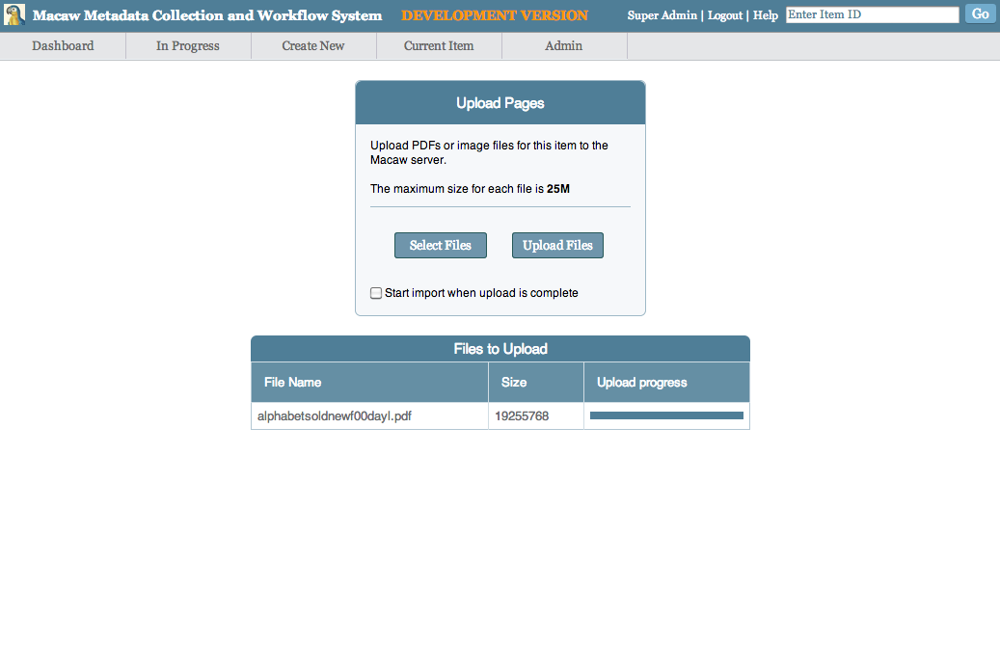 Macaw Metadata Collection and Workflow System DEVELOPMENT VERSION Super Admin | Logout | Help Enter Item ID Go
Dashboard In Progress Create New Current Item Admin
Upload Pages
Upload PDFs or image files for this item to the
Macaw server.
The maximum size for each file is 25M
Select Files Upload Files
Start import when upload is complete
Files to Upload
File Name Size Upload progress
alphabetsoldnewf00dayl.pdf 19255768